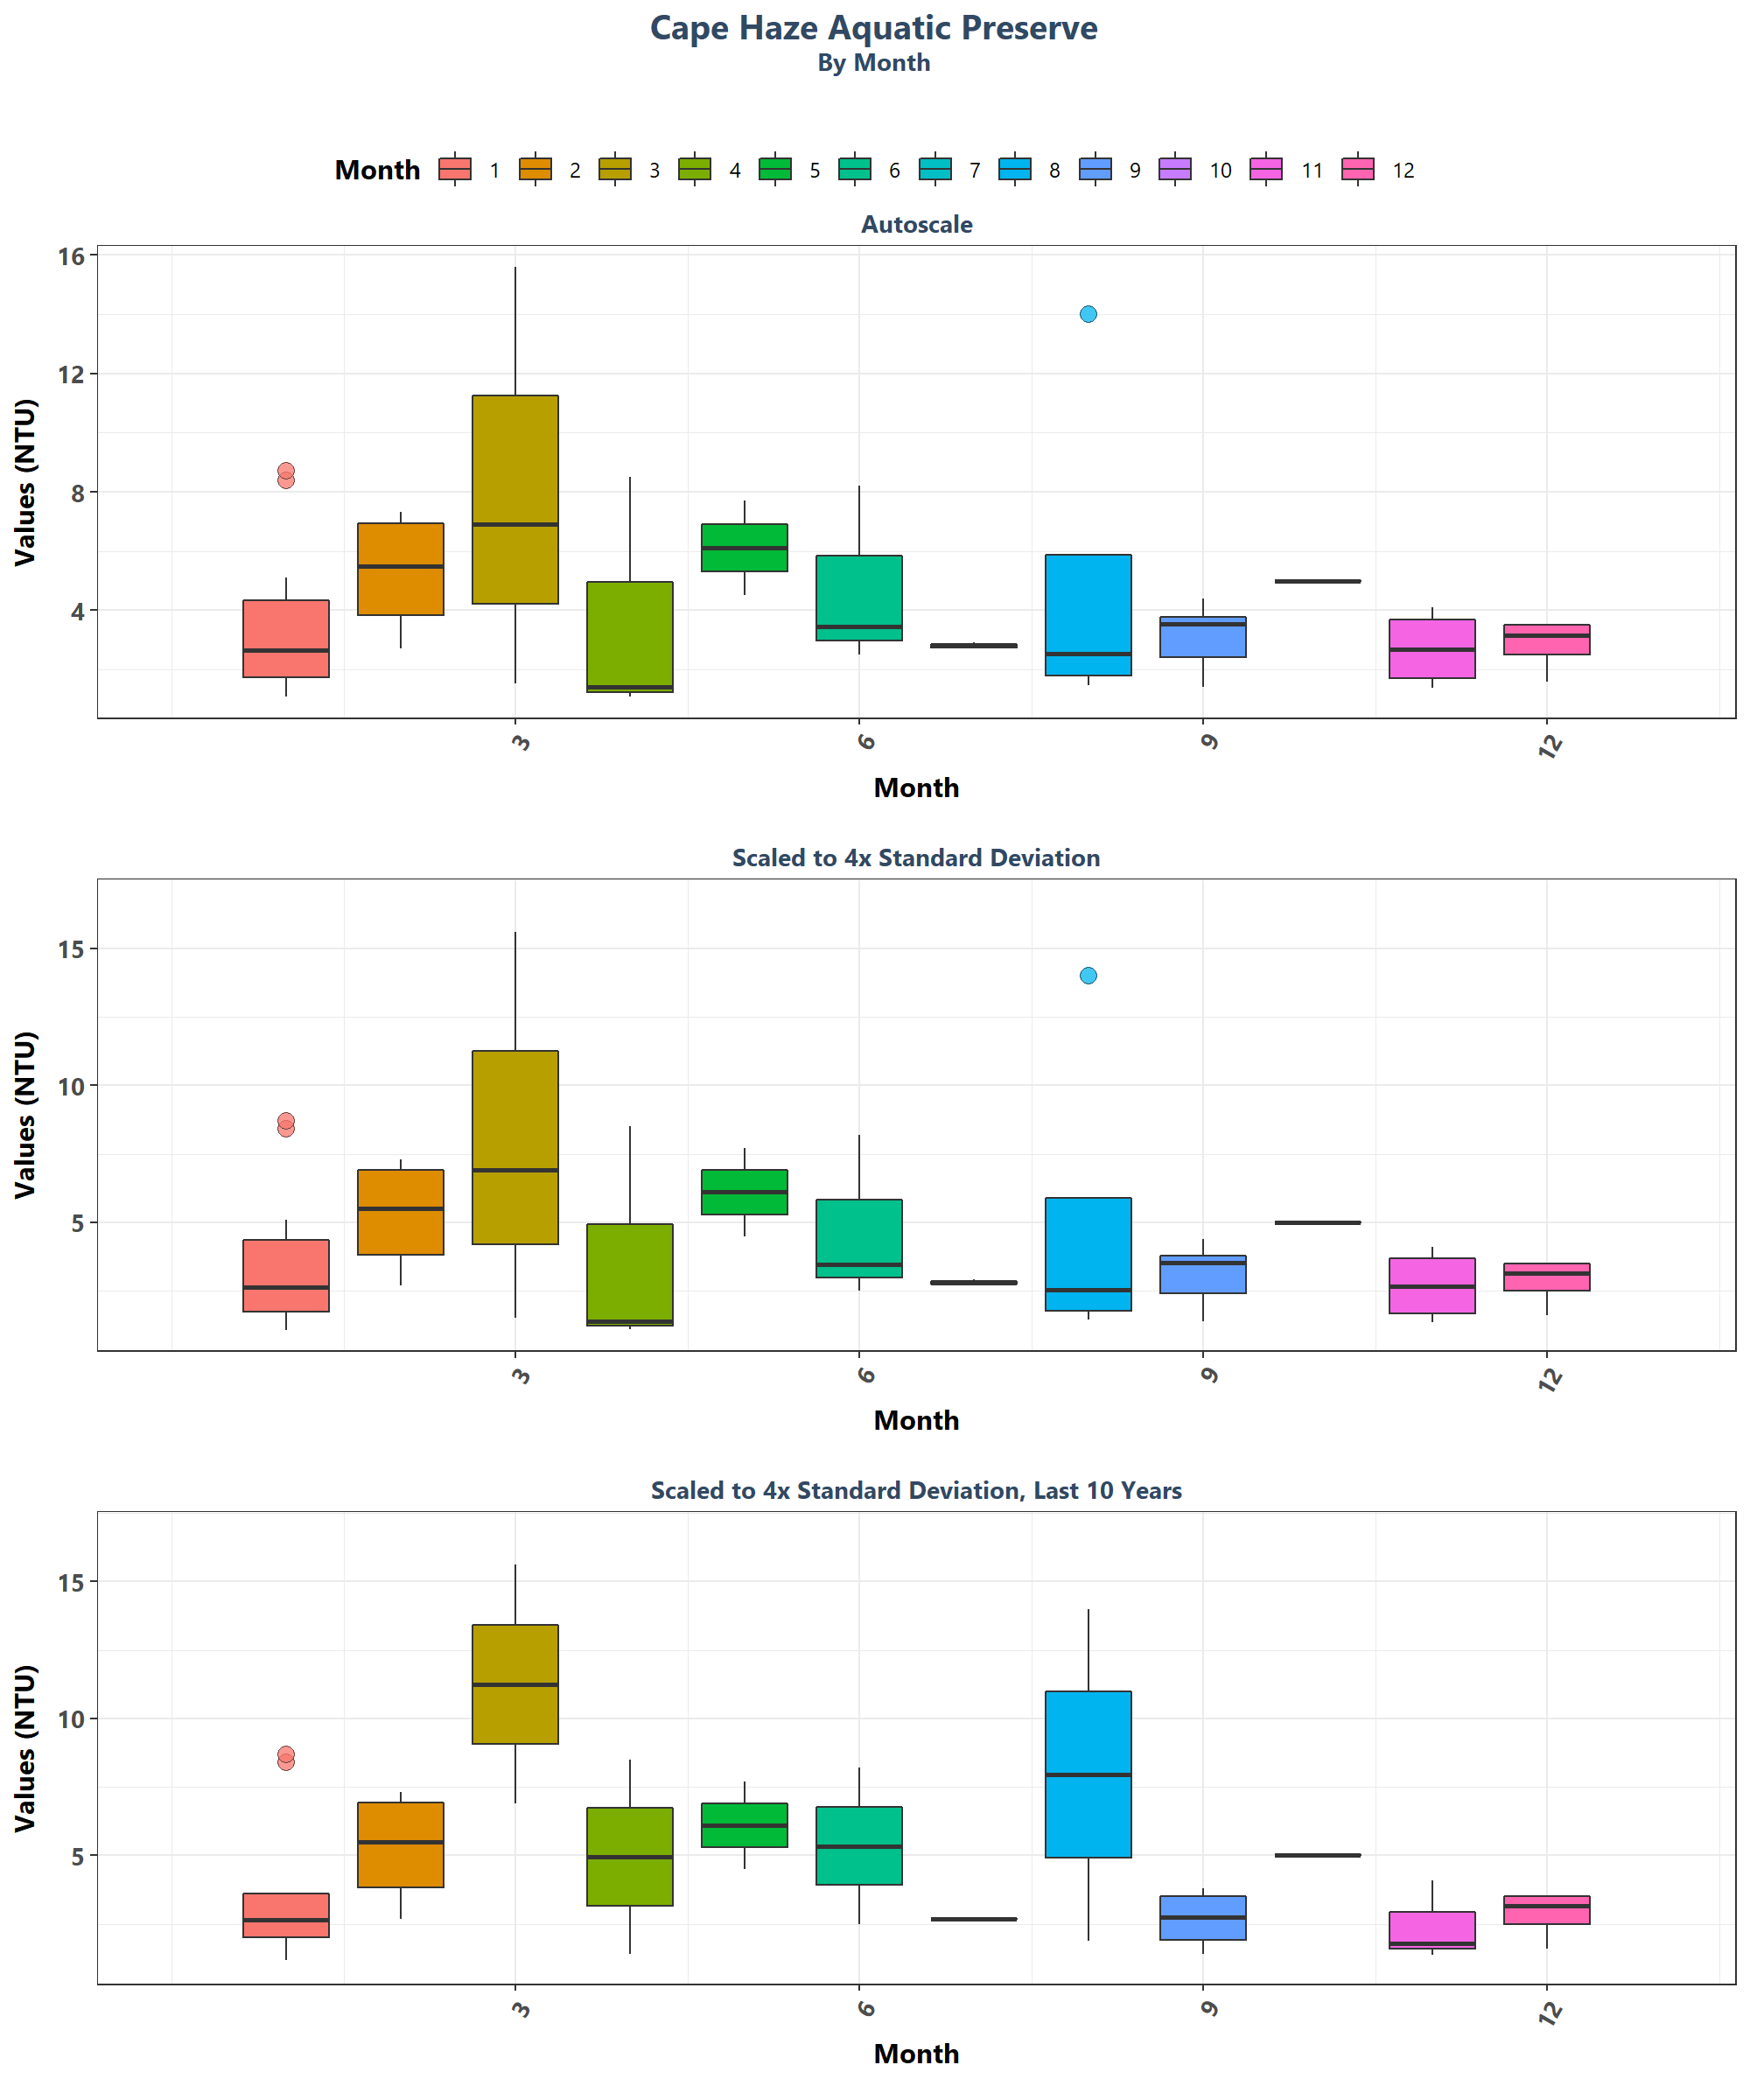 Cape Haze Aquatic Preserve
By Month
Month 1 2 3 4 5 6 7 8 9 10 11 12
Autoscale
Values (NTU)
16
12
8
4
3 6 9 12
Month
Scaled to 4x Standard Deviation
Values (NTU)
15
10
5
3 6 9 12
Month
Scaled to 4x Standard Deviation, Last 10 Years
Values (NTU)
15
10
5
3 6 9 12
Month